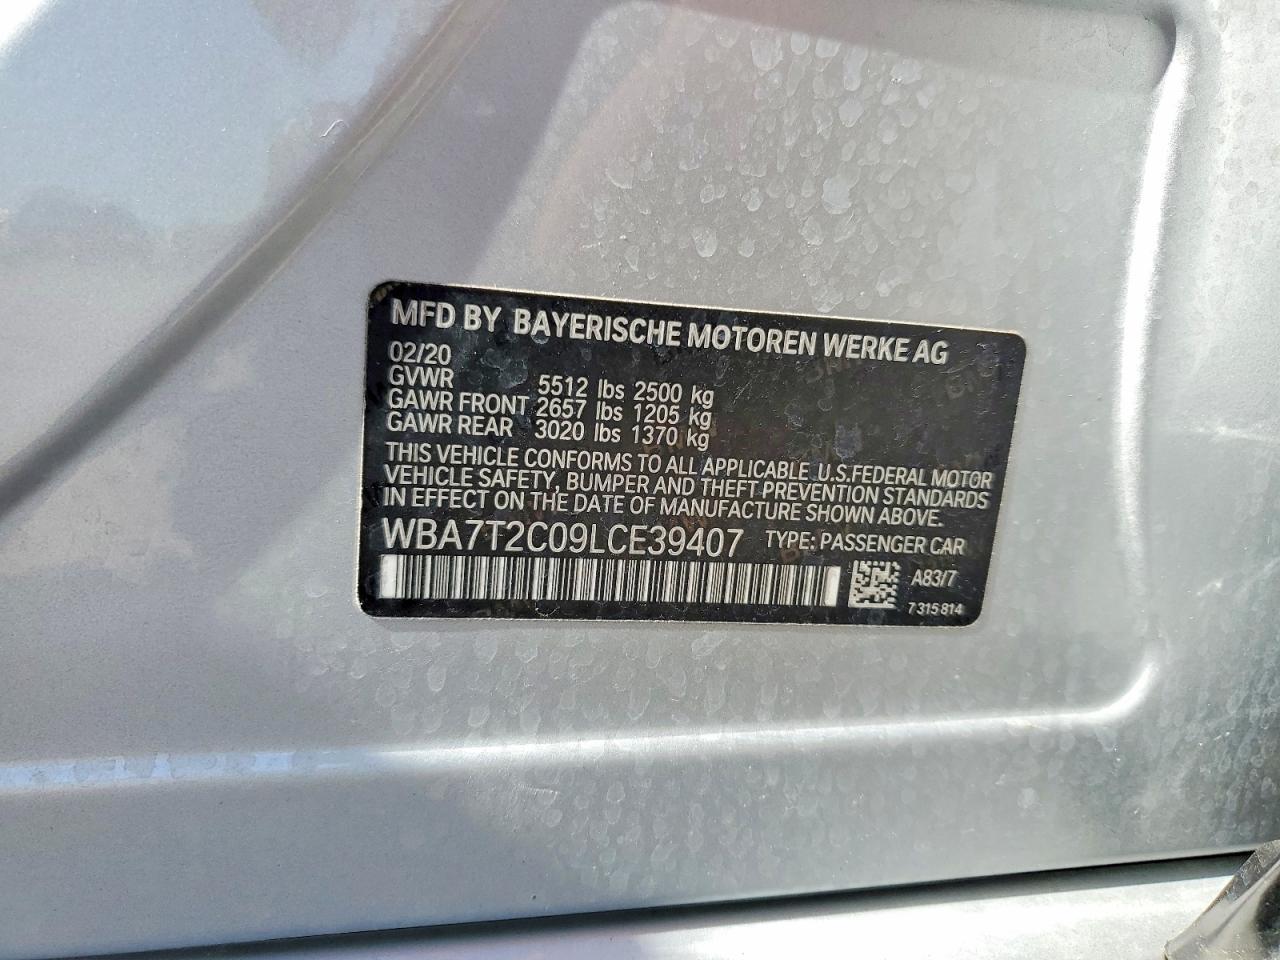 MFD BY BAYERISCHE MOTOREN WERKE AG
02/20
GVWR 5512 lbs 2500 kg
GAWR FRONT 2657 lbs 1205 kg
GAWR REAR 3020 lbs 1370 kg
THIS VEHICLE CONFORMS TO ALL APPLICABLE U.S.FEDERAL MOTOR
VEHICLE SAFETY, BUMPER AND THEFT PREVENTION STANDARDS
IN EFFECT ON THE DATE OF MANUFACTURE SHOWN ABOVE.
WBA7T2C09LCE39407 TYPE: PASSENGER CAR
A83/7
7 315 814